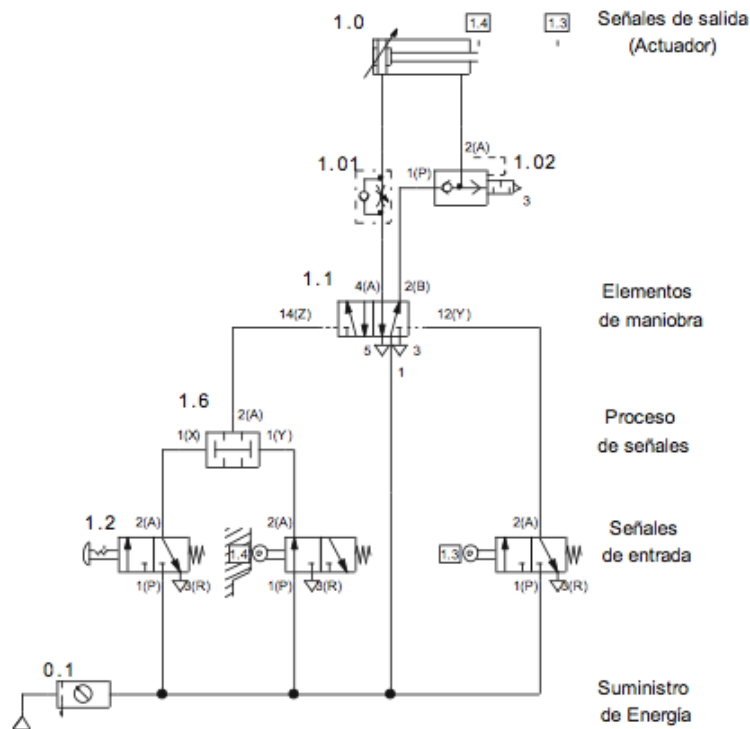 1.0
1.4
1.3
Señales de salida
(Actuador)
2(A)
1.01
1(P)
1.02
3
1.1
4(A)
2(B)
Elementos
de maniobra
14(Z)
12(Y)
5
3
1
1.6
2(A)
1(X)
1(Y)
Proceso
de señales
1.2
2(A)
2(A)
2(A)
Señales
de entrada
1.4
1.3
1(P)
3(R)
1(P)
3(R)
1(P)
3(R)
0.1
Suministro
de Energía